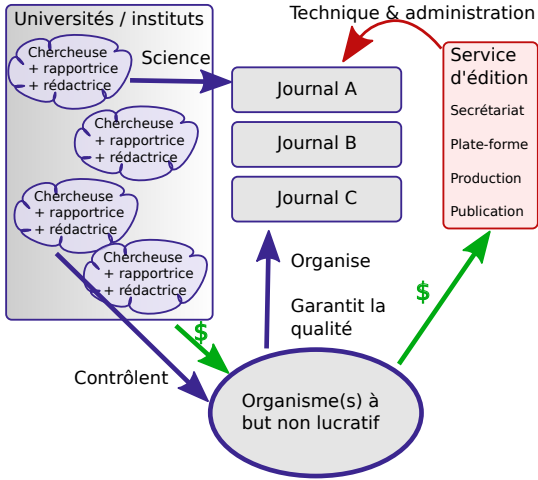 Universités / instituts
Chercheuse
+ rapportrice
+ rédactrice
Chercheuse
+ rapportrice
+ rédactrice
Chercheuse
+ rapportrice
+ rédactrice
Chercheuse
+ rapportrice
+ rédactrice
Science
Technique & administration
Journal A
Journal B
Journal C
Service
d'édition
Secrétariat
Plate-forme
Production
Publication
Organise
Garantit la
qualité
$
$
Contrôlent
Organisme(s) à
but non lucratif